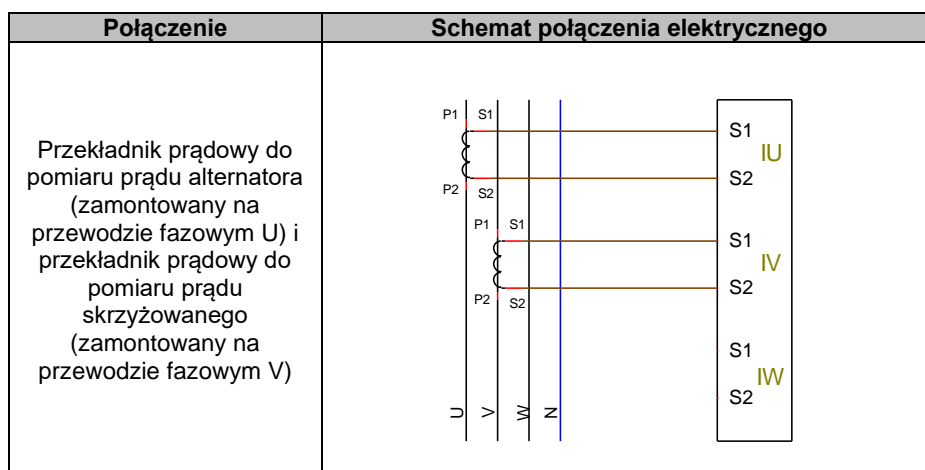 Połączenie
Schemat połączenia elektrycznego
Przekładnik prądowy do
pomiaru prądu alternatora
(zamontowany na
przewodzie fazowym U) i
przekładnik prądowy do
pomiaru prądu
skrzyżowanego
(zamontowany na
przewodzie fazowym V)
P1 S1
P2 S2
P1 S1
P2 S2
S1
IU
S2
S1
IV
S2
S1
IW
S2
U V W N